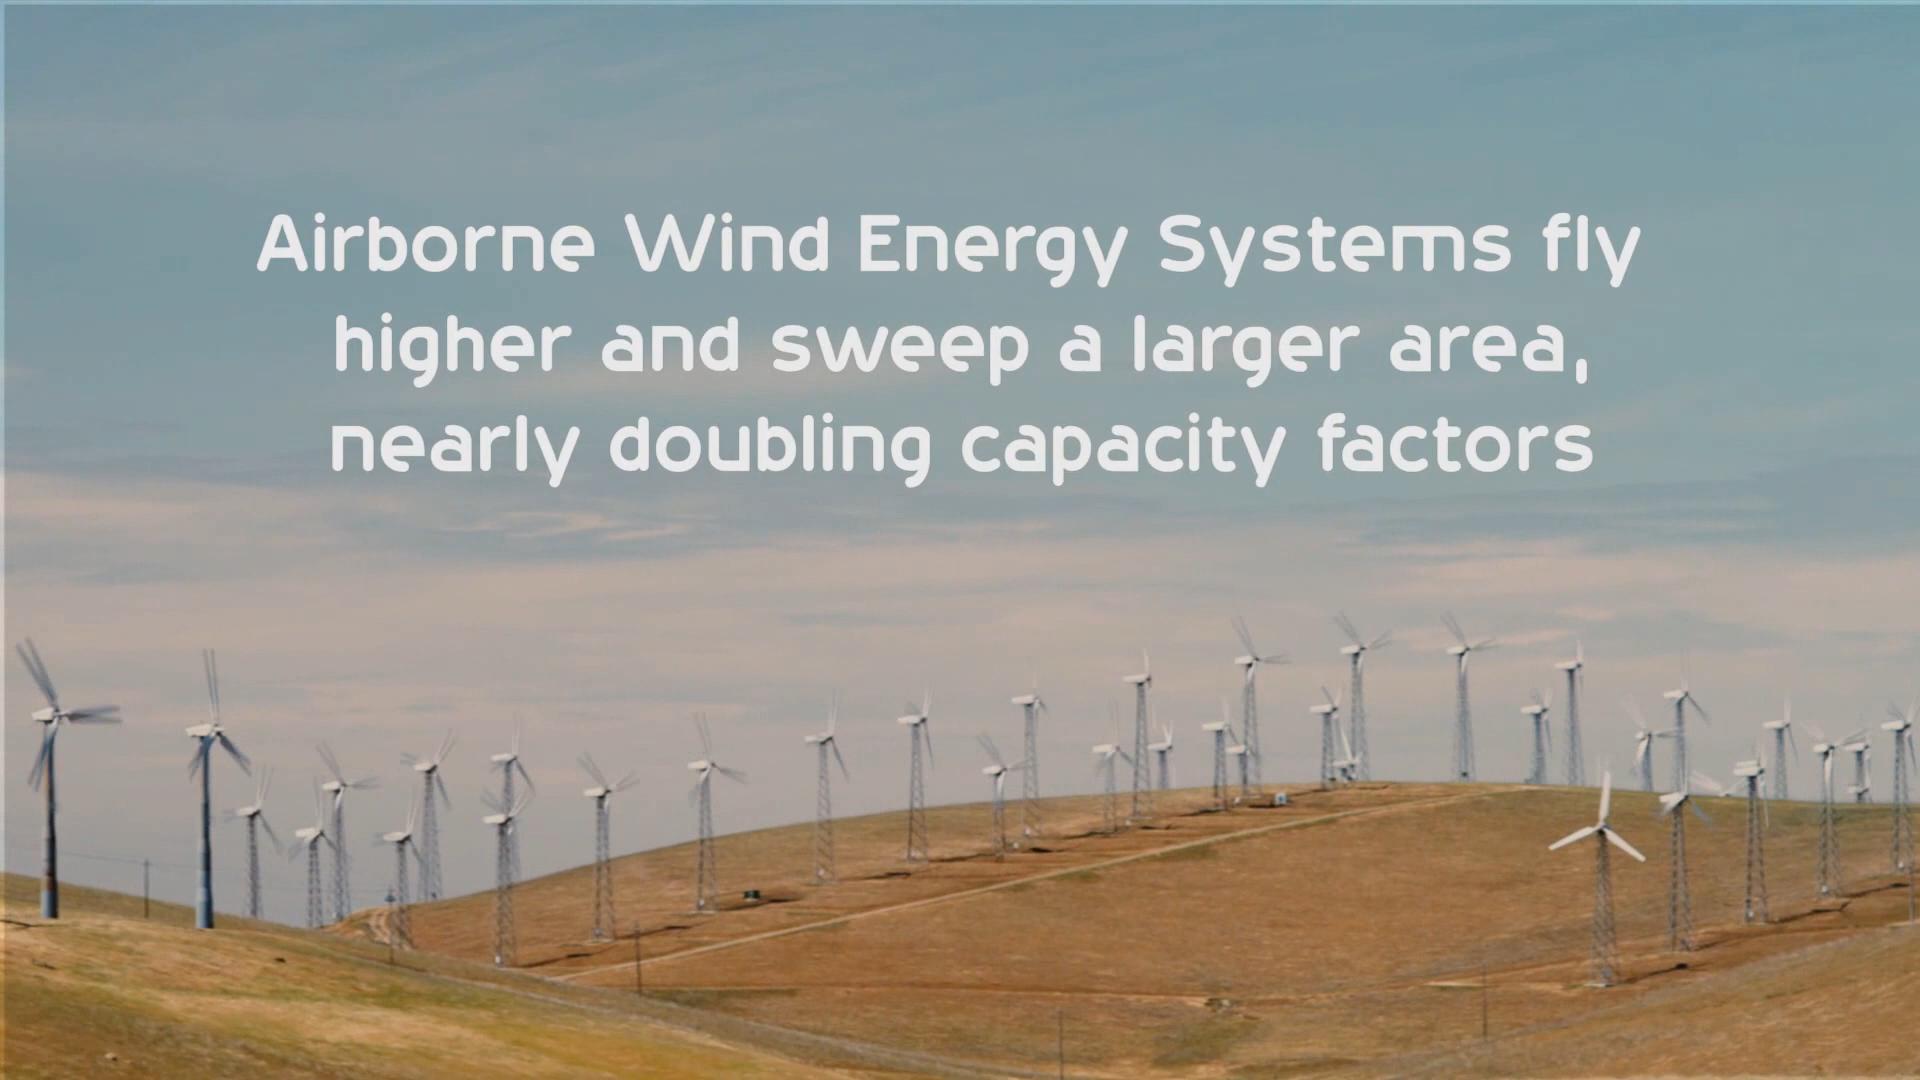 Airborne Wind Energy Systems fly
higher and sweep a larger area,
nearly doubling capacity factors